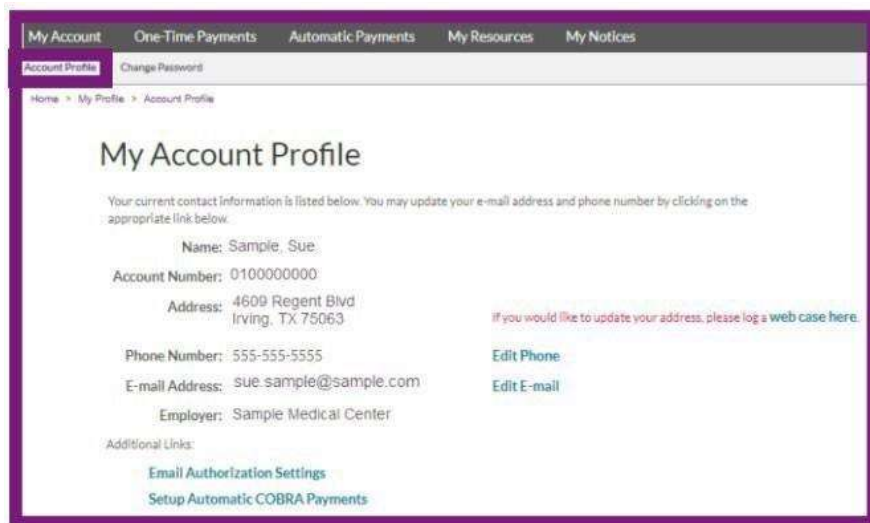 My Account One-Time Payments Automatic Payments My Resources My Notices
Account Profile Change Password
Home > My Profile > Account Profile
My Account Profile
Your current contact information is listed below. You may update your e-mail address and phone number by clicking on the
appropriate link below.
Name: Sample, Sue
Account Number: 0100000000
Address: 4609 Regent Blvd
Irving, TX 75063
If you would like to update your address, please log a web case here.
Phone Number: 555-555-5555 Edit Phone
E-mail Address: sue.sample@sample.com Edit E-mail
Employer: Sample Medical Center
Additional Links:
Email Authorization Settings
Setup Automatic COBRA Payments